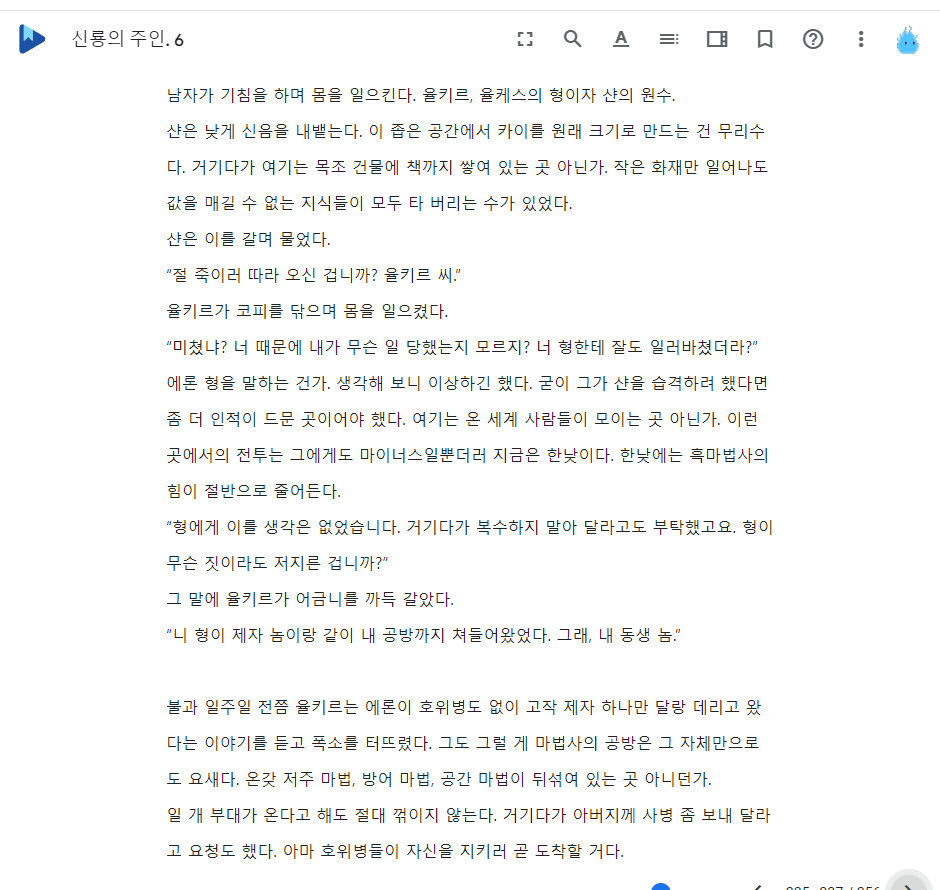 신룡의 주인. 6
남자가 기침을 하며 몸을 일으킨다. 율키르, 율케스의 형이자 샨의 원수.
샨은 낮게 신음을 내뱉는다. 이 좁은 공간에서 카이를 원래 크기로 만드는 건 무리수
다. 거기다가 여기는 목조 건물에 책까지 쌓여 있는 곳 아닌가. 작은 화재만 일어나도
값을 매길 수 없는 지식들이 모두 타 버리는 수가 있었다.
샨은 이를 갈며 물었다.
“절 죽이러 따라 오신 겁니까? 율키르 씨.”
율키르가 코피를 닦으며 몸을 일으켰다.
“미쳤냐? 너 때문에 내가 무슨 일 당했는지 모르지? 너 형한테 잘도 일러바쳤더라?”
에론 형을 말하는 건가. 생각해 보니 이상하긴 했다. 굳이 그가 샨을 습격하려 했다면
좀 더 인적이 드문 곳이어야 했다. 여기는 온 세계 사람들이 모이는 곳 아닌가. 이런
곳에서의 전투는 그에게도 마이너스일뿐더러 지금은 한낮이다. 한낮에는 흑마법사의
힘이 절반으로 줄어든다.
“형에게 이를 생각은 없었습니다. 거기다가 복수하지 말아 달라고도 부탁했고요. 형이
무슨 짓이라도 저지른 겁니까?”
그 말에 율키르가 어금니를 까득 갈았다.
“니 형이 제자 놈이랑 같이 내 공방까지 쳐들어왔었다. 그래, 내 동생 놈.”
불과 일주일 전쯤 율키르는 에론이 호위병도 없이 고작 제자 하나만 달랑 데리고 왔
다는 이야기를 듣고 폭소를 터뜨렸다. 그도 그럴 게 마법사의 공방은 그 자체만으로
도 요새다. 온갖 저주 마법, 방어 마법, 공간 마법이 뒤섞여 있는 곳 아니던가.
일 개 부대가 온다고 해도 절대 꺾이지 않는다. 거기다가 아버지께 사병 좀 보내 달라
고 요청도 했다. 아마 호위병들이 자신을 지키러 곧 도착할 거다.